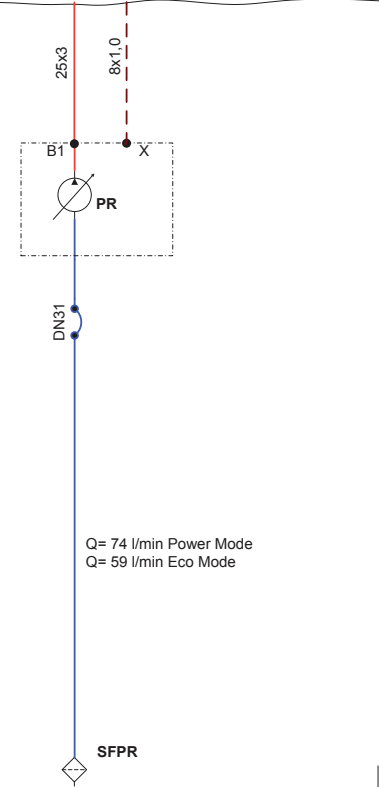 25x3
8x1,0
B1
X
PR
DN31
Q= 74 l/min Power Mode
Q= 59 l/min Eco Mode
SFPR